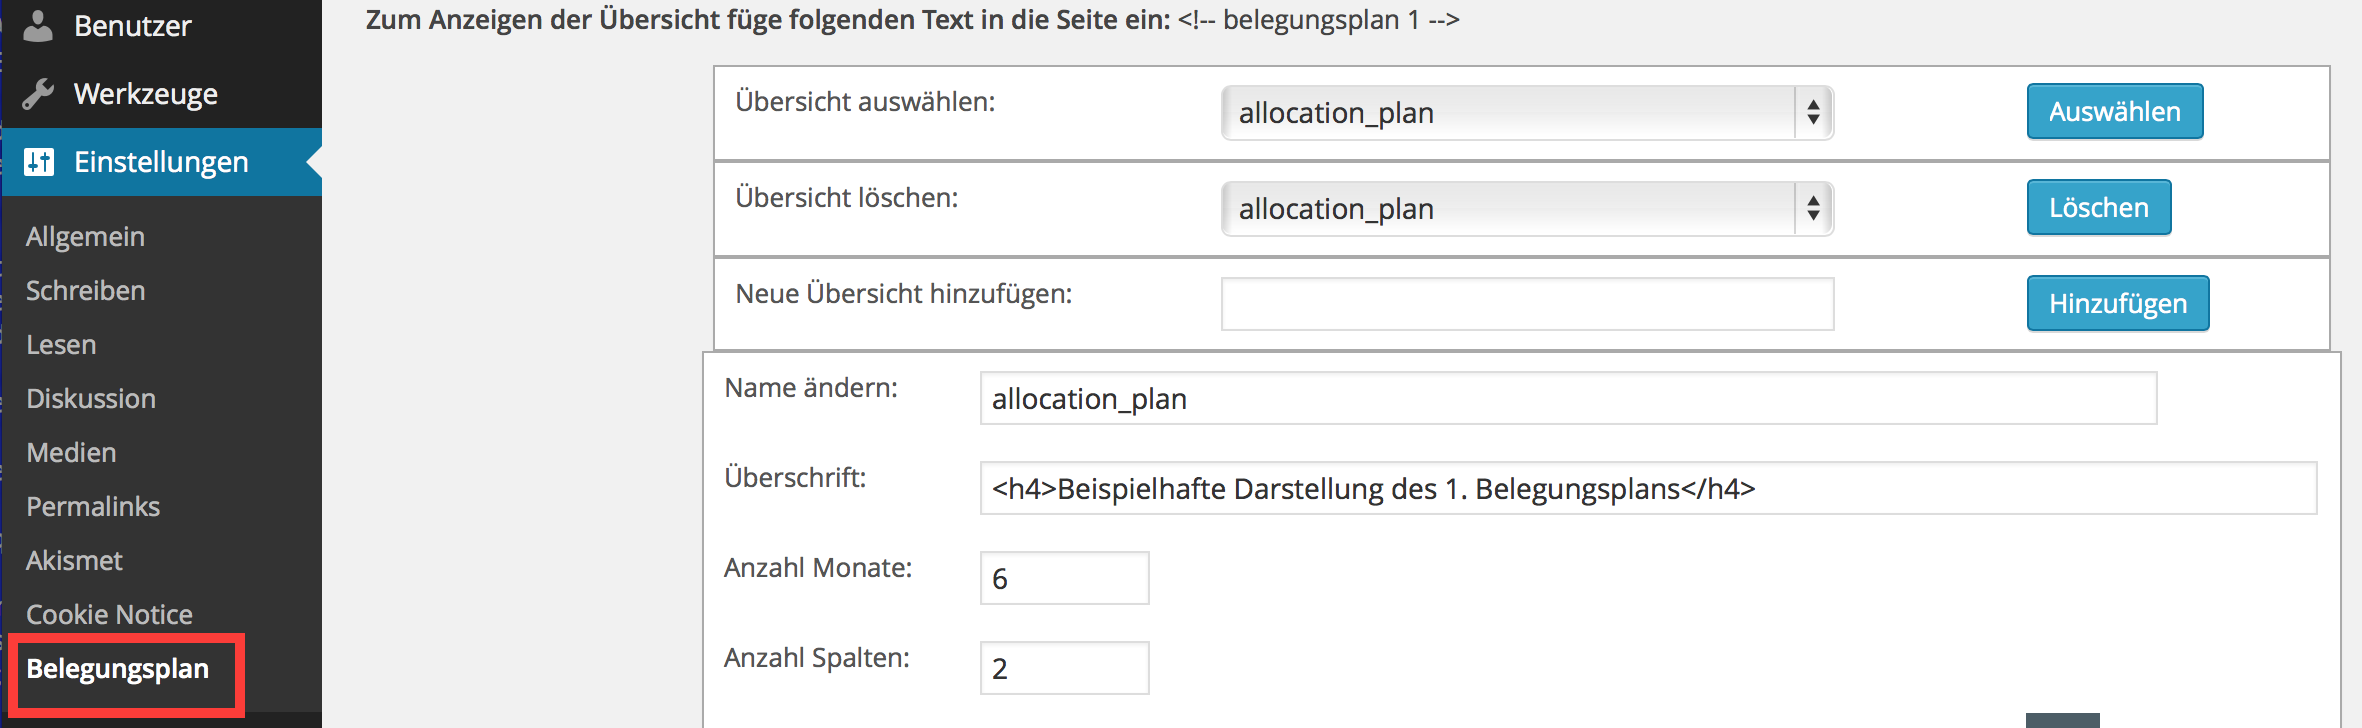 Benutzer
Werkzeuge
Einstellungen
Allgemein
Schreiben
Lesen
Diskussion
Medien
Permalinks
Akismet
Cookie Notice
Belegungsplan
Zum Anzeigen der Übersicht füge folgenden Text in die Seite ein: <!-- belegungsplan 1 -->
Übersicht auswählen: allocation_plan Auswählen
Übersicht löschen: allocation_plan Löschen
Neue Übersicht hinzufügen: Hinzufügen
Name ändern: allocation_plan
Überschrift: <h4>Beispielhafte Darstellung des 1. Belegungsplans</h4>
Anzahl Monate: 6
Anzahl Spalten: 2